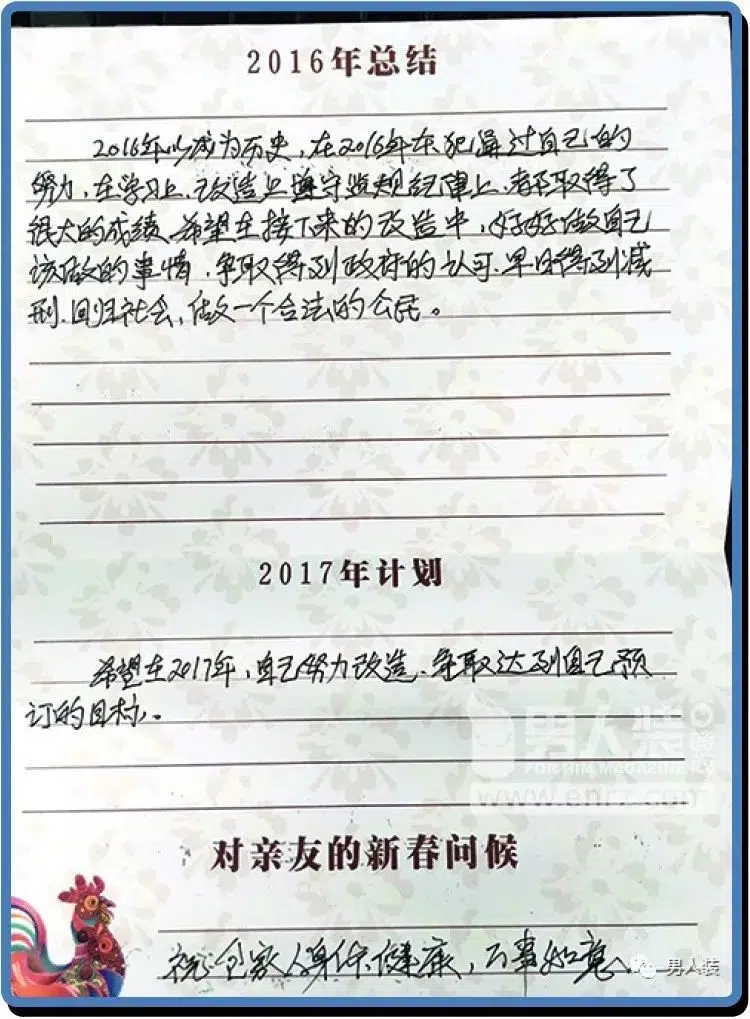 2016年总结
2016年以成为历史,在2016年本犯通过自己的
努力,在学习上、改造上遵守监规纪律上,都取得了
很大的成绩。希望在接下来的改造中,好好做自己
该做的事情,争取得到政府的认可、早日得到减
刑、回归社会,做一个合法的公民。
2017年计划
希望在2017年,自己努力改造、争取达到自己预
订的目标。
男人装
时尚
FOR HIM MAGAZINE
www.enrz.com
对亲友的新春问候
祝全家人身体健康,万事如意。
男人装